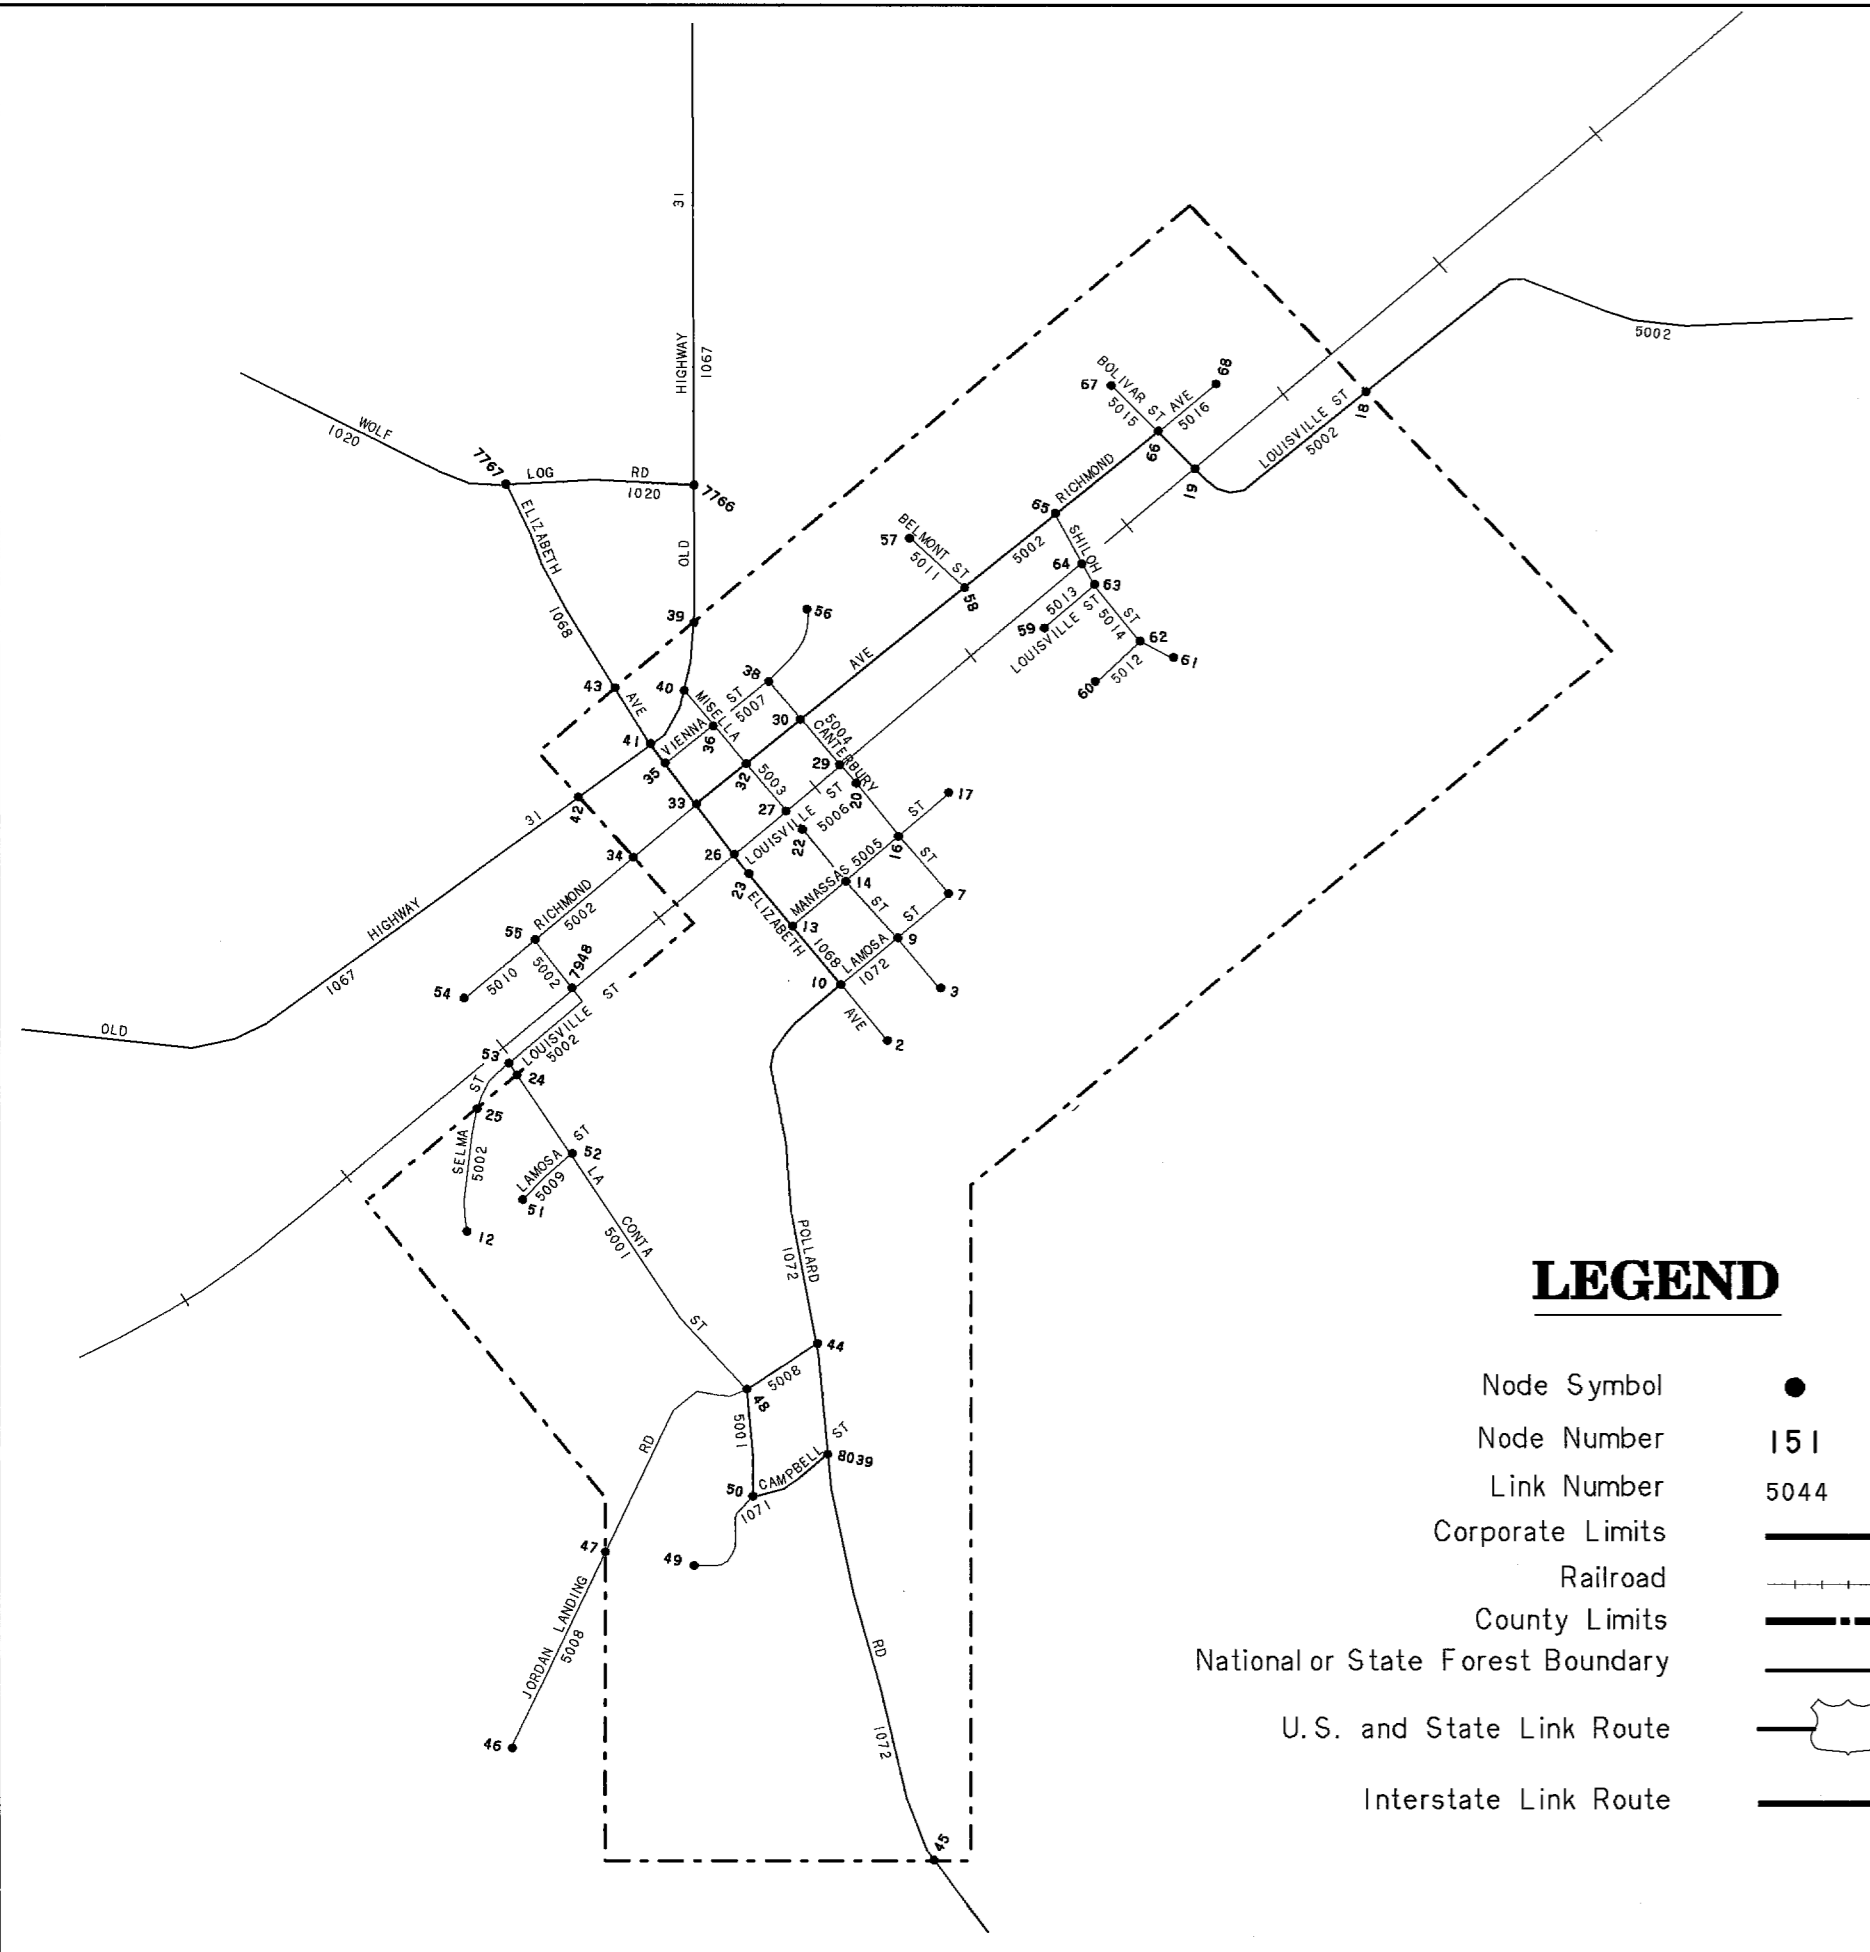 31
HIGHWAY
1067
OLD
WOLF
1020
7767
LOG
RD
1020
7766
ELIZABETH
1068
39
43
AVE
40
MISELLA
41
VIENNA
ST
5007
36
38
56
35
42
31
HIGHWAY
1067
OLD
33
32
5003
30
5004
CANTERBURY
AVE
29
20
27
LOUISVILLE ST
5006
22
26
23
34
RICHMOND
5002
55
5002
7948
54
5010
LOUISVILLE ST
5002
53
24
ST
25
SELMA
5002
12
ST
52
LAMOSA
5009
51
LA
CONTA
5001
ST
ELIZABETH
1068
MANASSAS 5005
ST
17
16
ST
14
13
ST
7
LAMOSA
1072
ST
9
10
3
AVE
2
57
BELMONT ST
5011
58
5002
RICHMOND
65
SHILOH
64
63
5013
59
LOUISVILLE ST
5014
ST
62
61
60
5012
BOLIVAR ST
67
5015
AVE
5016
68
66
19
LOUISVILLE ST
5002
18
5002
POLLARD
1072
44
5008
48
5001
ST
8039
CAMPBELL
50
1071
49
RD
47
JORDAN LANDING
5008
46
RD
1072
45
LEGEND
Node Symbol
Node Number 151
Link Number 5044
Corporate Limits
Railroad
County Limits
National or State Forest Boundary
U.S. and State Link Route
Interstate Link Route